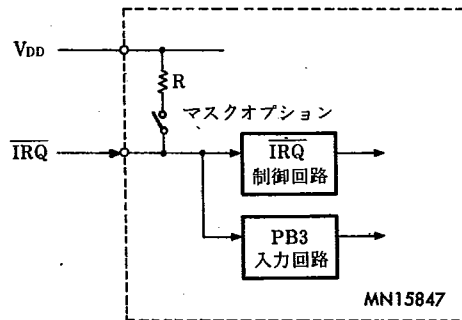 VDD
R
マスクオプション
IRQ
IRQ
制御回路
PB3
入力回路
MN15847